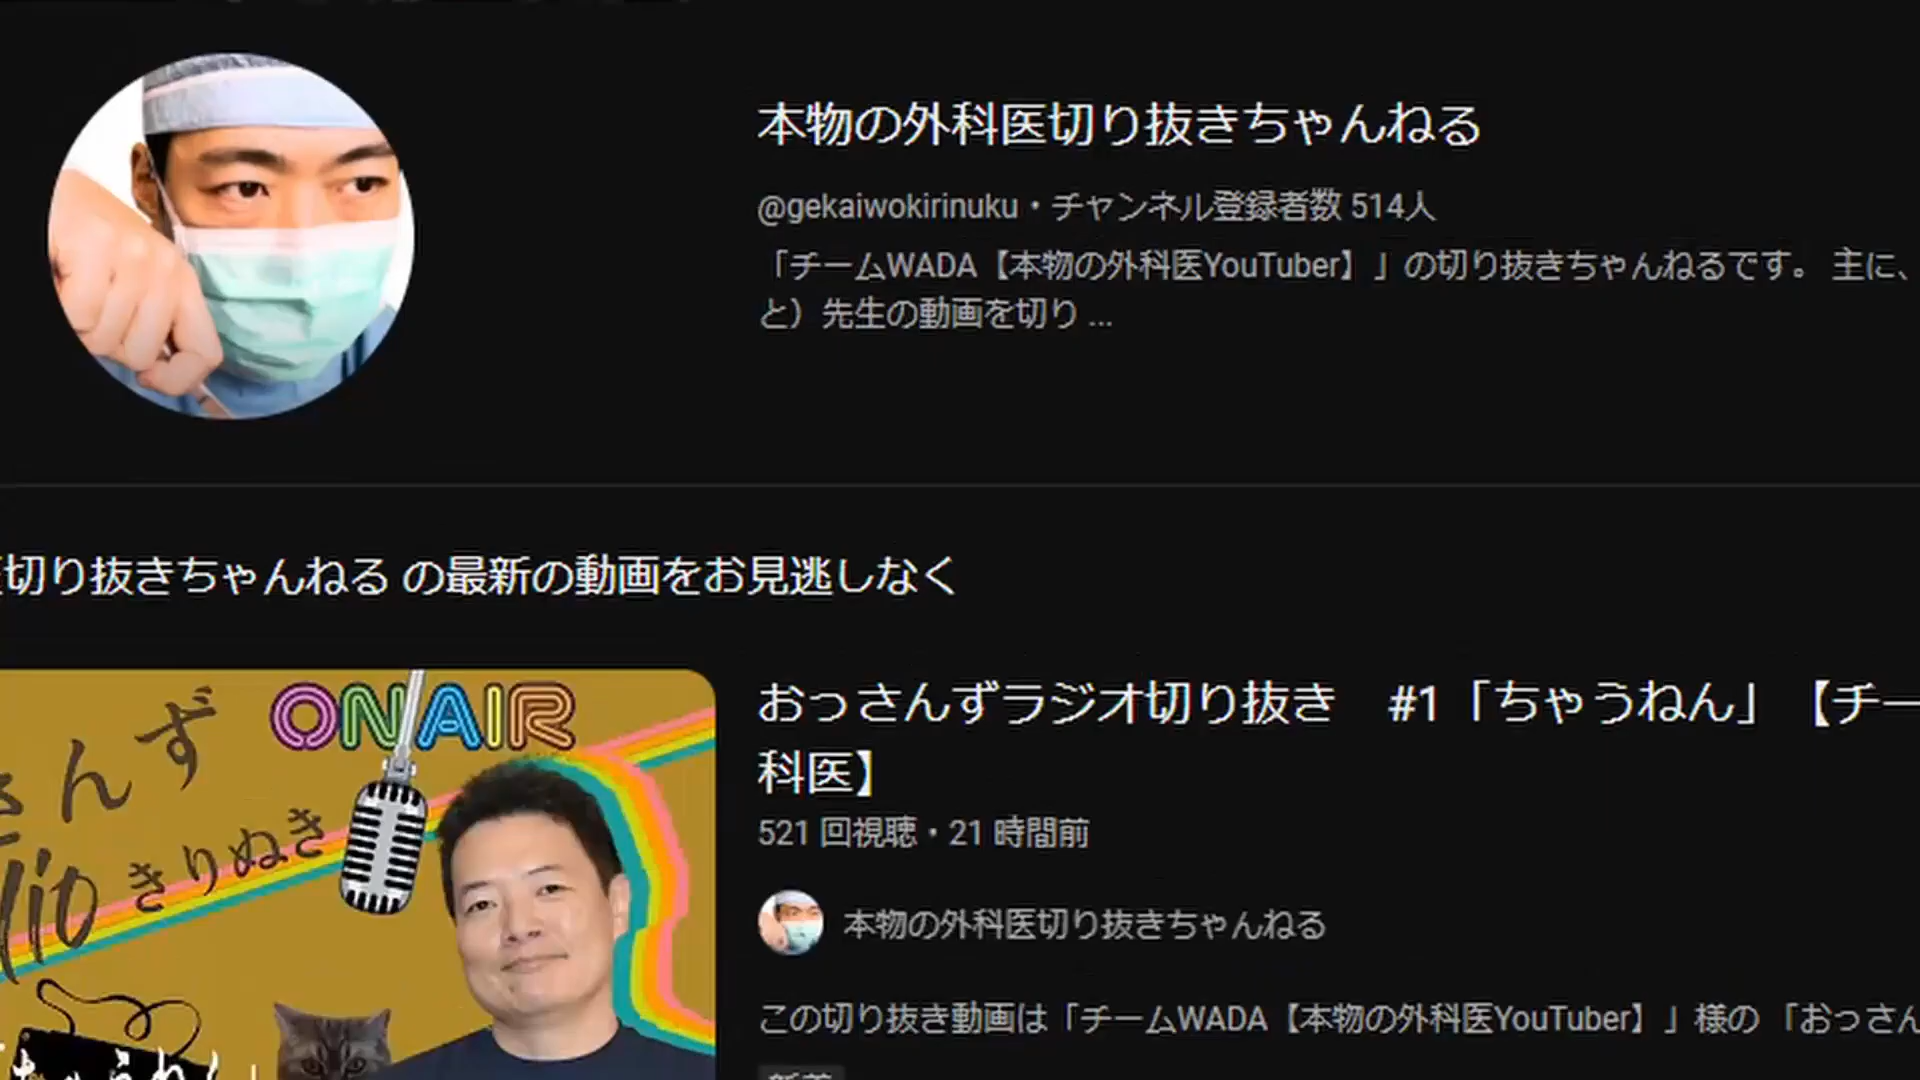 本物の外科医切り抜きちゃんねる
@gekaiwokirinuku・チャンネル登録者数 514人
「チームWADA【本物の外科医YouTuber】」の切り抜きちゃんねるです。 主に、
と）先生の動画を切り ...
切り抜きちゃんねる の最新の動画をお見逃しなく
ON AIR
さんず
dio きりぬき
おっさんずラジオ切り抜き　#1「ちゃうねん」【チー
科医】
521 回視聴・21 時間前
本物の外科医切り抜きちゃんねる
この切り抜き動画は「チームWADA【本物の外科医YouTuber】」様の 「おっさん